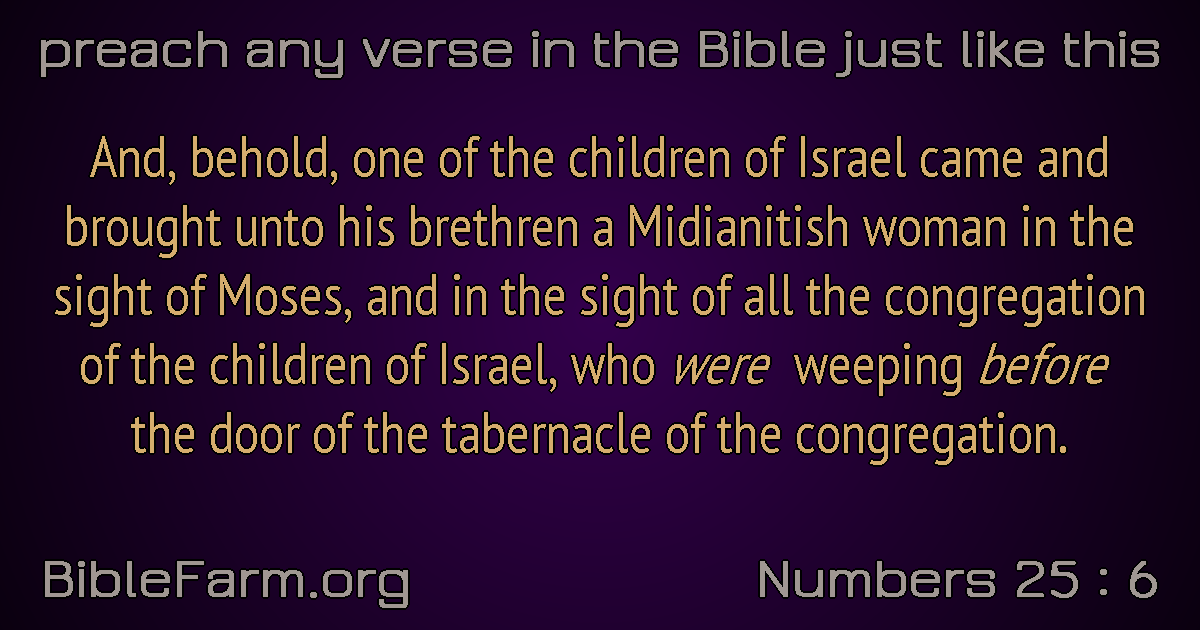 preach any verse in the Bible just like this
And, behold, one of the children of Israel came and
brought unto his brethren a Midianitish woman in the
sight of Moses, and in the sight of all the congregation
of the children of Israel, who were weeping before
the door of the tabernacle of the congregation.
BibleFarm.org
Numbers 25 : 6